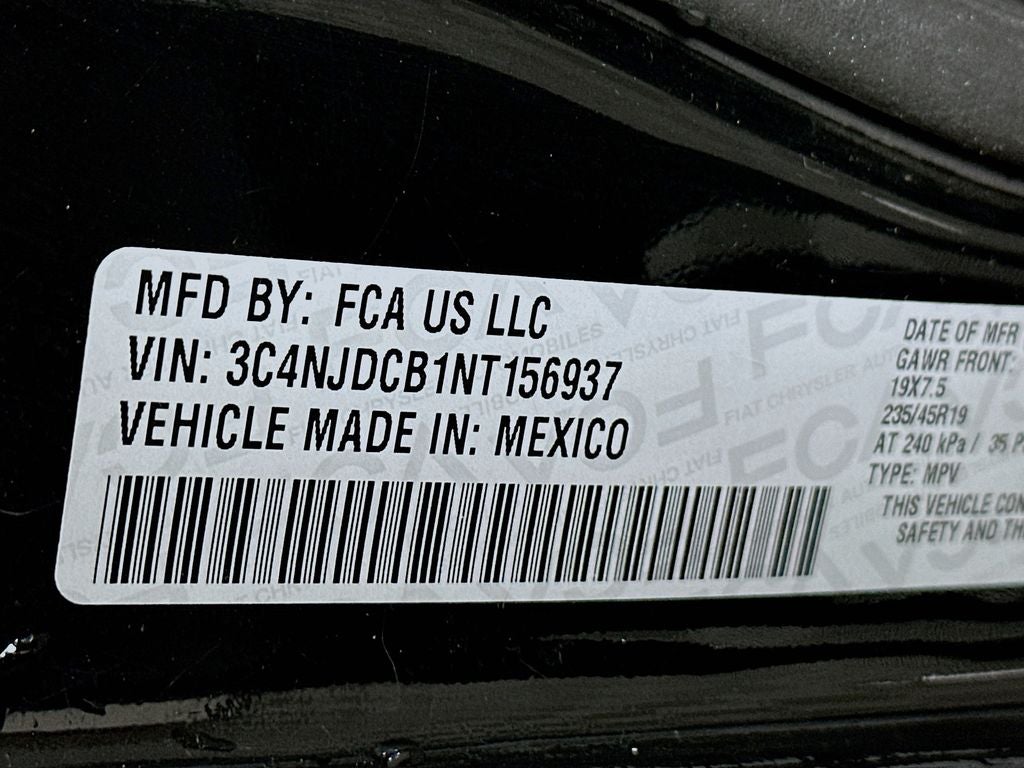 MFD BY: FCA US LLC
VIN: 3C4NJDCB1NT156937
VEHICLE MADE IN: MEXICO
DATE OF MFR
GAWR FRONT:
19X7.5
235/45R19
AT 240 kPa / 35
TYPE: MPV
THIS VEHICLE
SAFETY AND